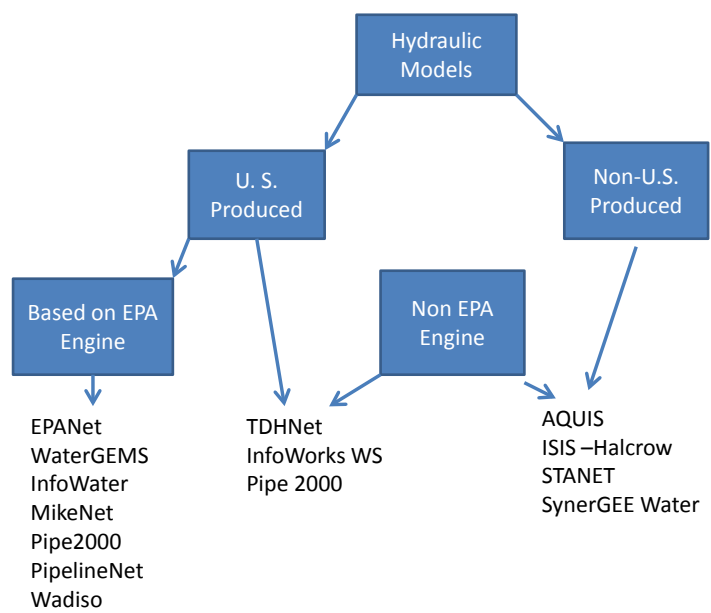 Hydraulic
Models
U. S.
Produced
Non-U.S.
Produced
Based on EPA
Engine
Non EPA
Engine
EPANet
WaterGEMS
InfoWater
MikeNet
Pipe2000
PipelineNet
Wadiso
TDHNet
InfoWorks WS
Pipe 2000
AQUIS
ISIS –Halcrow
STANET
SynerGEE Water